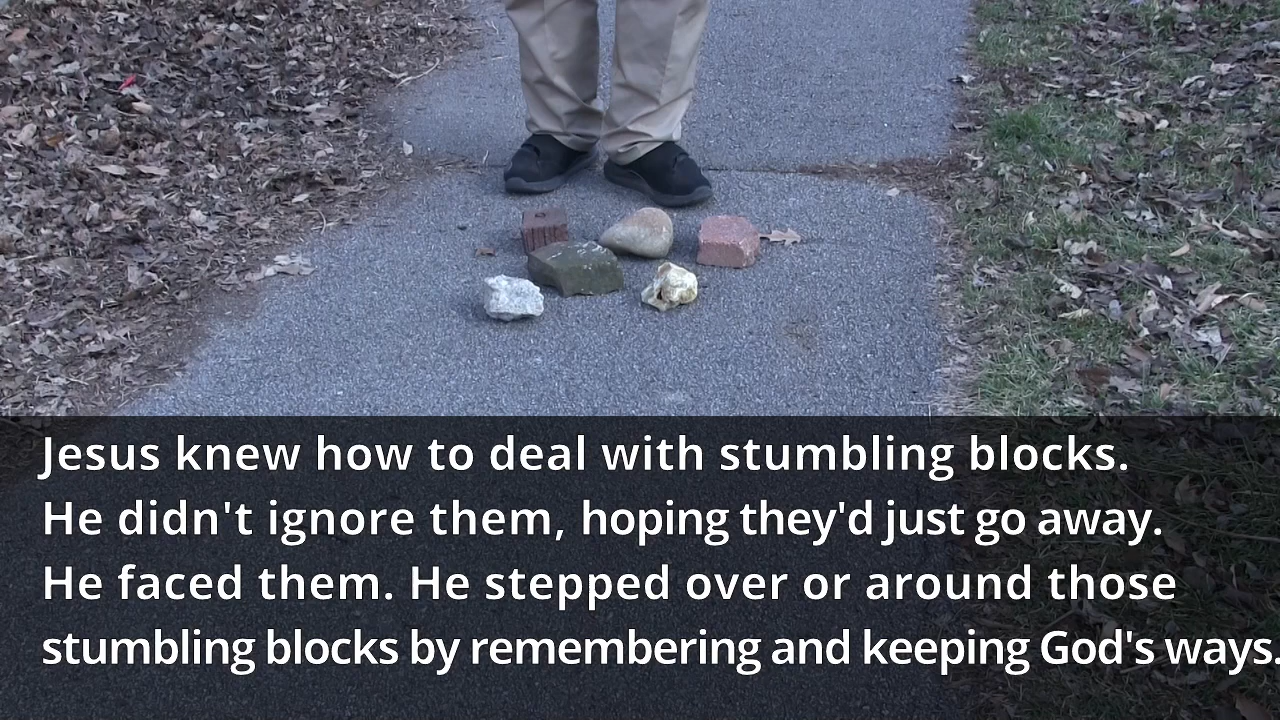 Jesus knew how to deal with stumbling blocks.
He didn't ignore them, hoping they'd just go away.
He faced them. He stepped over or around those
stumbling blocks by remembering and keeping God's ways.